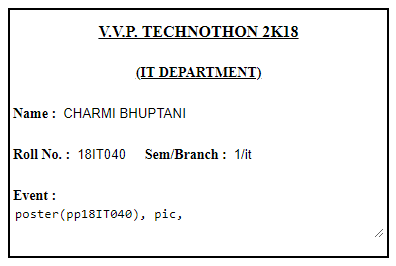 V.V.P. TECHNOTHON 2K18
(IT DEPARTMENT)
Name : CHARMI BHUPTANI
Roll No. : 18IT040 Sem/Branch : 1/it
Event :
poster(pp18IT040), pic,